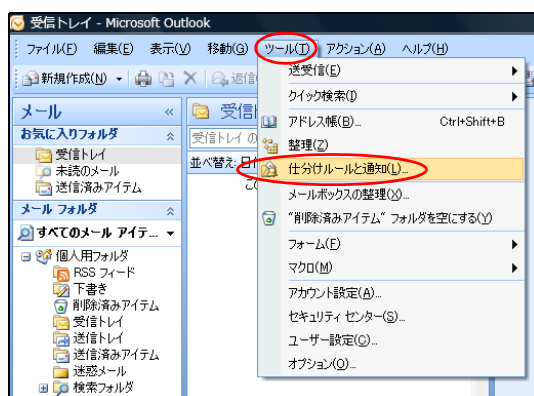 受信トレイ - Microsoft Outlook
ファイル(F) 編集(E) 表示(V) 移動(G) ツール(T) アクション(A) ヘルプ(H)
新規作成(N)
メール
お気に入りフォルダ
受信トレイ
未読のメール
送信済みアイテム
メール フォルダ
すべてのメール アイテ...
個人用フォルダ
RSS フィード
下書き
削除済みアイテム
受信トレイ
送信トレイ
送信済みアイテム
迷惑メール
検索フォルダ
受信
受信トレイ の
並べ替え: 日
こ
送受信(E)
クイック検索(I)
アドレス帳(B)... Ctrl+Shift+B
整理(Z)
仕分けルールと通知(L)...
メールボックスの整理(X)...
"削除済みアイテム" フォルダを空にする(Y)
フォーム(F)
マクロ(M)
アカウント設定(A)...
セキュリティ センター(S)...
ユーザー設定(C)...
オプション(O)...